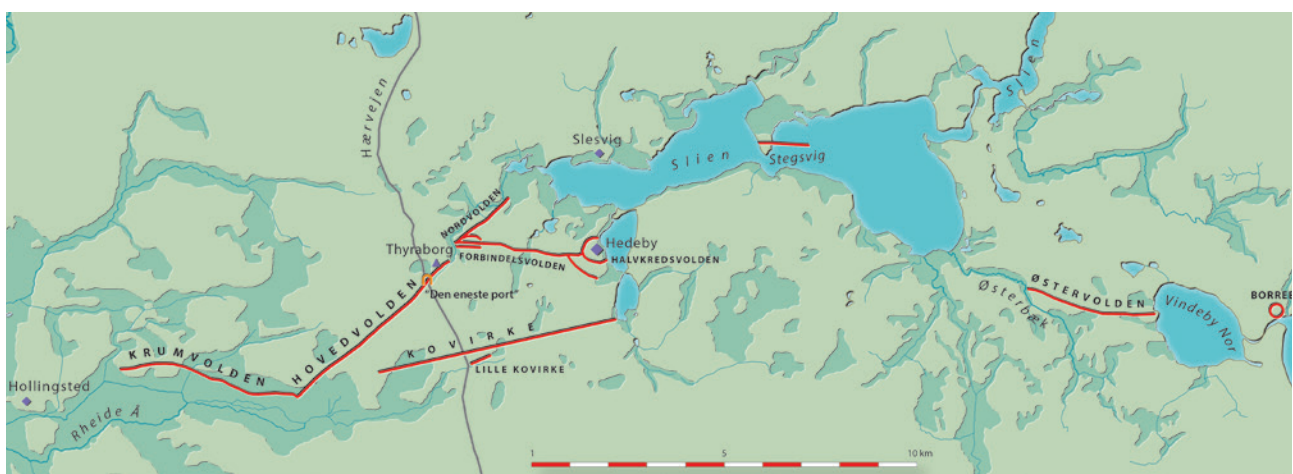 Slien
Hærvejen
Slesvig
Slien
Stegsvig
NORDVOLDEN
Thyraborg
Hedeby
FORBINDELSVOLDEN
HALVKREDSVOLDEN
"Den eneste port"
HOVEDVOLDEN
KOVIRKE
LILLE KOVIRKE
KRUMVOLDEN
Hollingsted
Rheide Å
Østerbæk
ØSTERVOLDEN
Vindeby Nor
BORREB
1 5 10 km